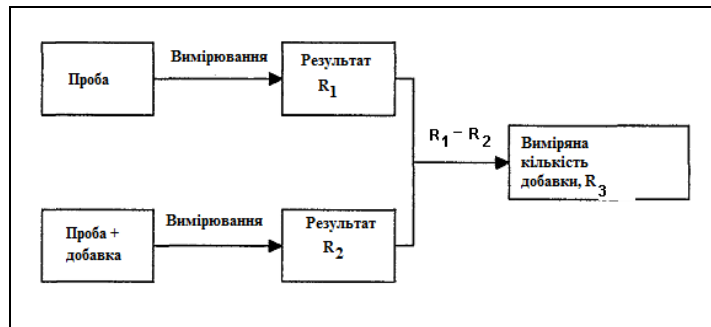 Проба
Вимірювання
Результат
R1
R1 – R2
Виміряна
кількість
добавки, R3
Проба +
добавка
Вимірювання
Результат
R2